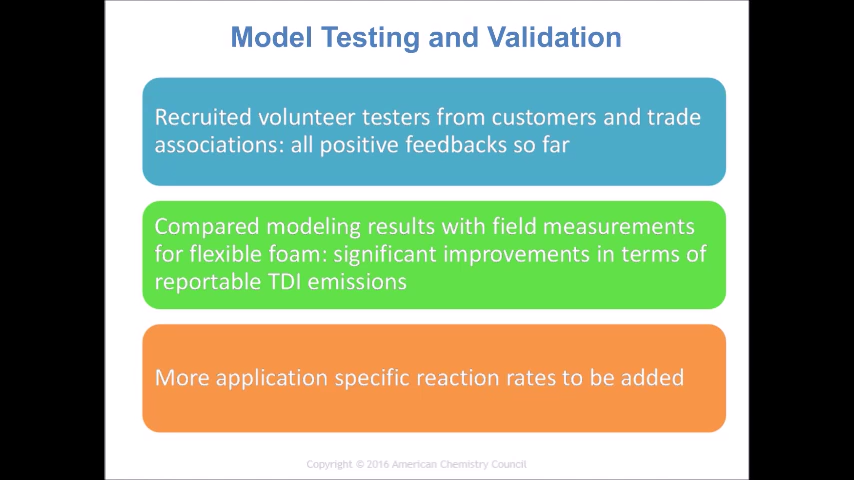 Model Testing and Validation
Recruited volunteer testers from customers and trade
associations: all positive feedbacks so far
Compared modeling results with field measurements
for flexible foam: significant improvements in terms of
reportable TDI emissions
More application specific reaction rates to be added
Copyright © 2016 American Chemistry Council